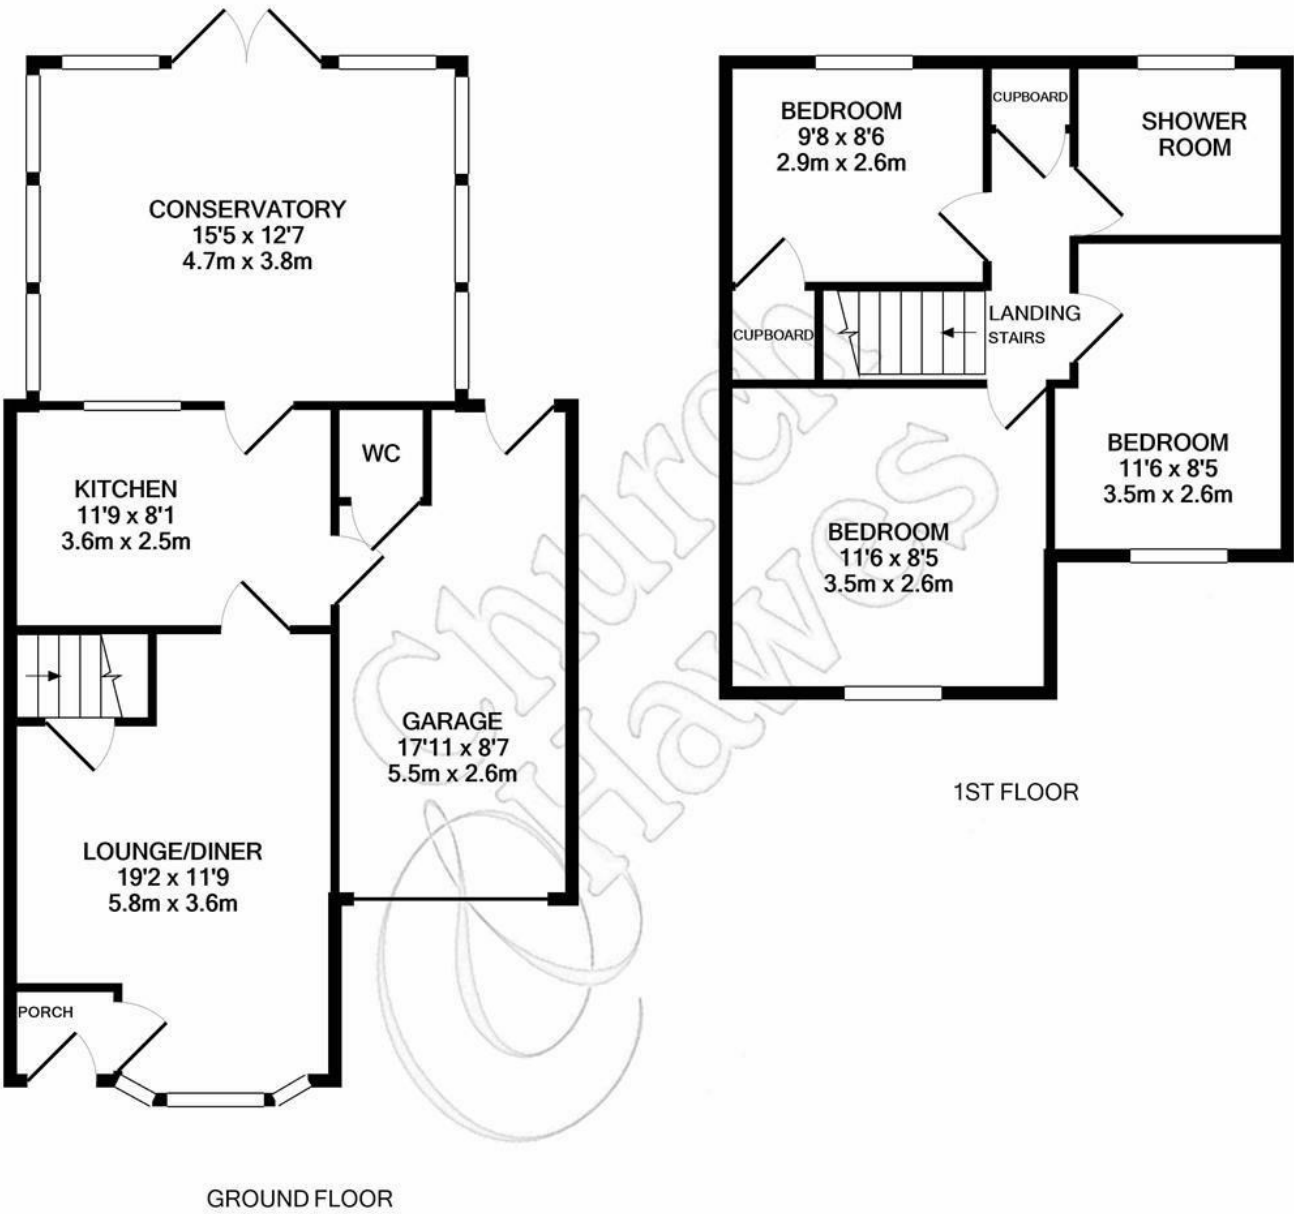 CONSERVATORY
15'5 x 12'7
4.7m x 3.8m
KITCHEN
11'9 x 8'1
3.6m x 2.5m
WC
GARAGE
17'11 x 8'7
5.5m x 2.6m
LOUNGE/DINER
19'2 x 11'9
5.8m x 3.6m
PORCH
GROUND FLOOR
BEDROOM
9'8 x 8'6
2.9m x 2.6m
CUPBOARD
SHOWER
ROOM
CUPBOARD
LANDING
STAIRS
BEDROOM
11'6 x 8'5
3.5m x 2.6m
BEDROOM
11'6 x 8'5
3.5m x 2.6m
1ST FLOOR
Church
& Hawes